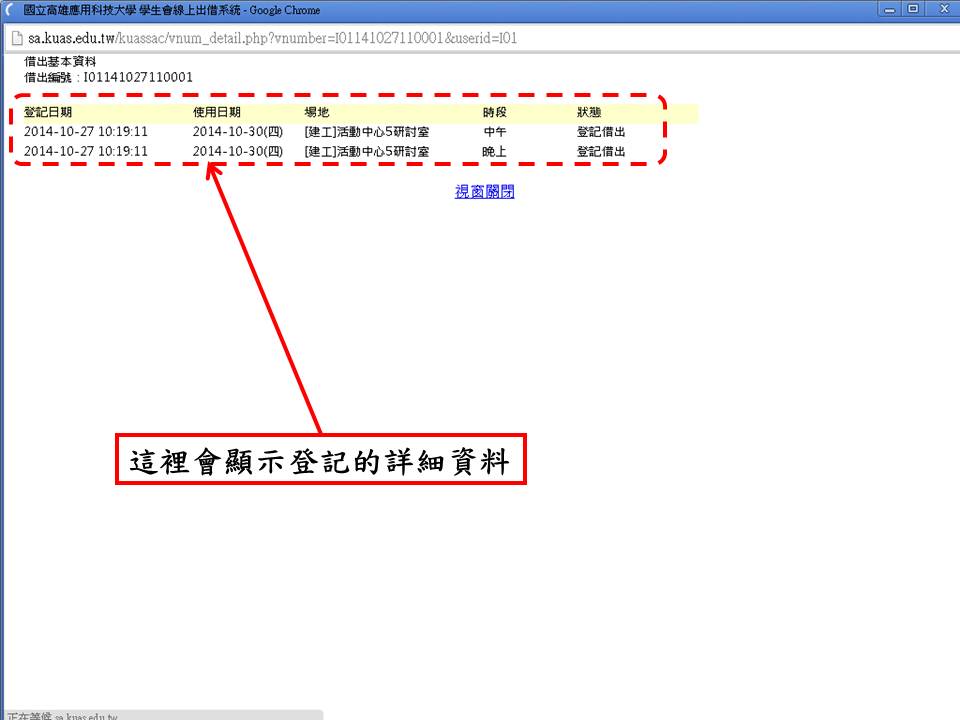 國立高雄應用科技大學 學生會線上出借系統 - Google Chrome
sa.kuas.edu.tw/kuassac/vnum_detail.php?vnumber=I01141027110001&userid=I01
借出基本資料
借出編號：I01141027110001
登記日期 使用日期 場地 時段 狀態
2014-10-27 10:19:11 2014-10-30(四) [建工]活動中心5研討室 中午 登記借出
2014-10-27 10:19:11 2014-10-30(四) [建工]活動中心5研討室 晚上 登記借出
視窗關閉
這裡會顯示登記的詳細資料
正在等候 sa.kuas.edu.tw